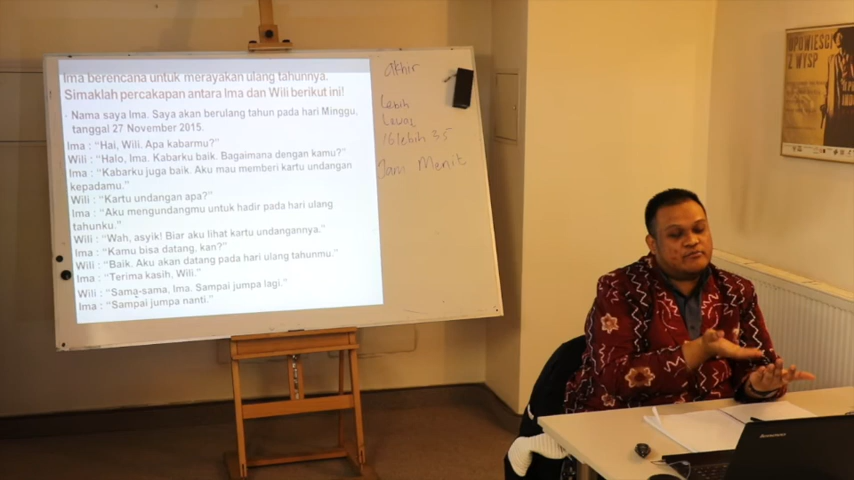 Ima berencana untuk merayakan ulang tahunnya.
Simaklah percakapan antara Ima dan Wili berikut ini!
- Nama saya Ima. Saya akan berulang tahun pada hari Minggu,
tanggal 27 November 2015.
Ima : “Hai, Wili. Apa kabarmu?”
Wili : “Halo, Ima. Kabarku baik. Bagaimana dengan kamu?”
Ima : “Kabarku juga baik. Aku mau memberi kartu undangan
kepadamu.”
Wili : “Kartu undangan apa?”
Ima : “Aku mengundangmu untuk hadir pada hari ulang
tahunku.”
Wili : “Wah, asyik! Biar aku lihat kartu undangannya.”
Ima : “Kamu bisa datang, kan?”
Wili : “Baik. Aku akan datang pada hari ulang tahunmu.”
Ima : “Terima kasih, Wili.”
Wili : “Sama-sama, Ima. Sampai jumpa lagi.”
Ima : “Sampai jumpa nanti.”
akhir
Lebih
16 lebih 35
Jam Menit
OPOWIEŚCI
Z WYSP
lenovo